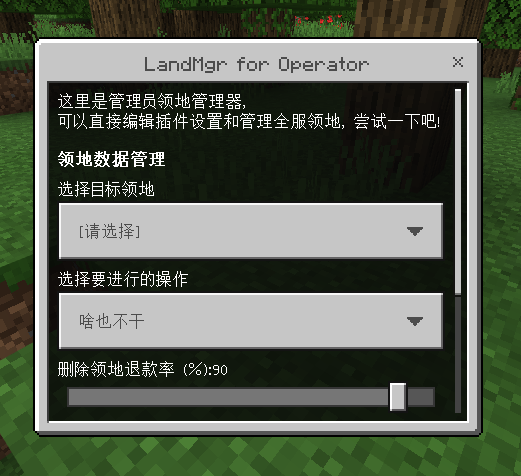 LandMgr for Operator
这里是管理员领地管理器,
可以直接编辑插件设置和管理全服领地, 尝试一下吧!
领地数据管理
选择目标领地
[请选择]
选择要进行的操作
啥也不干
删除领地退款率 (%):90